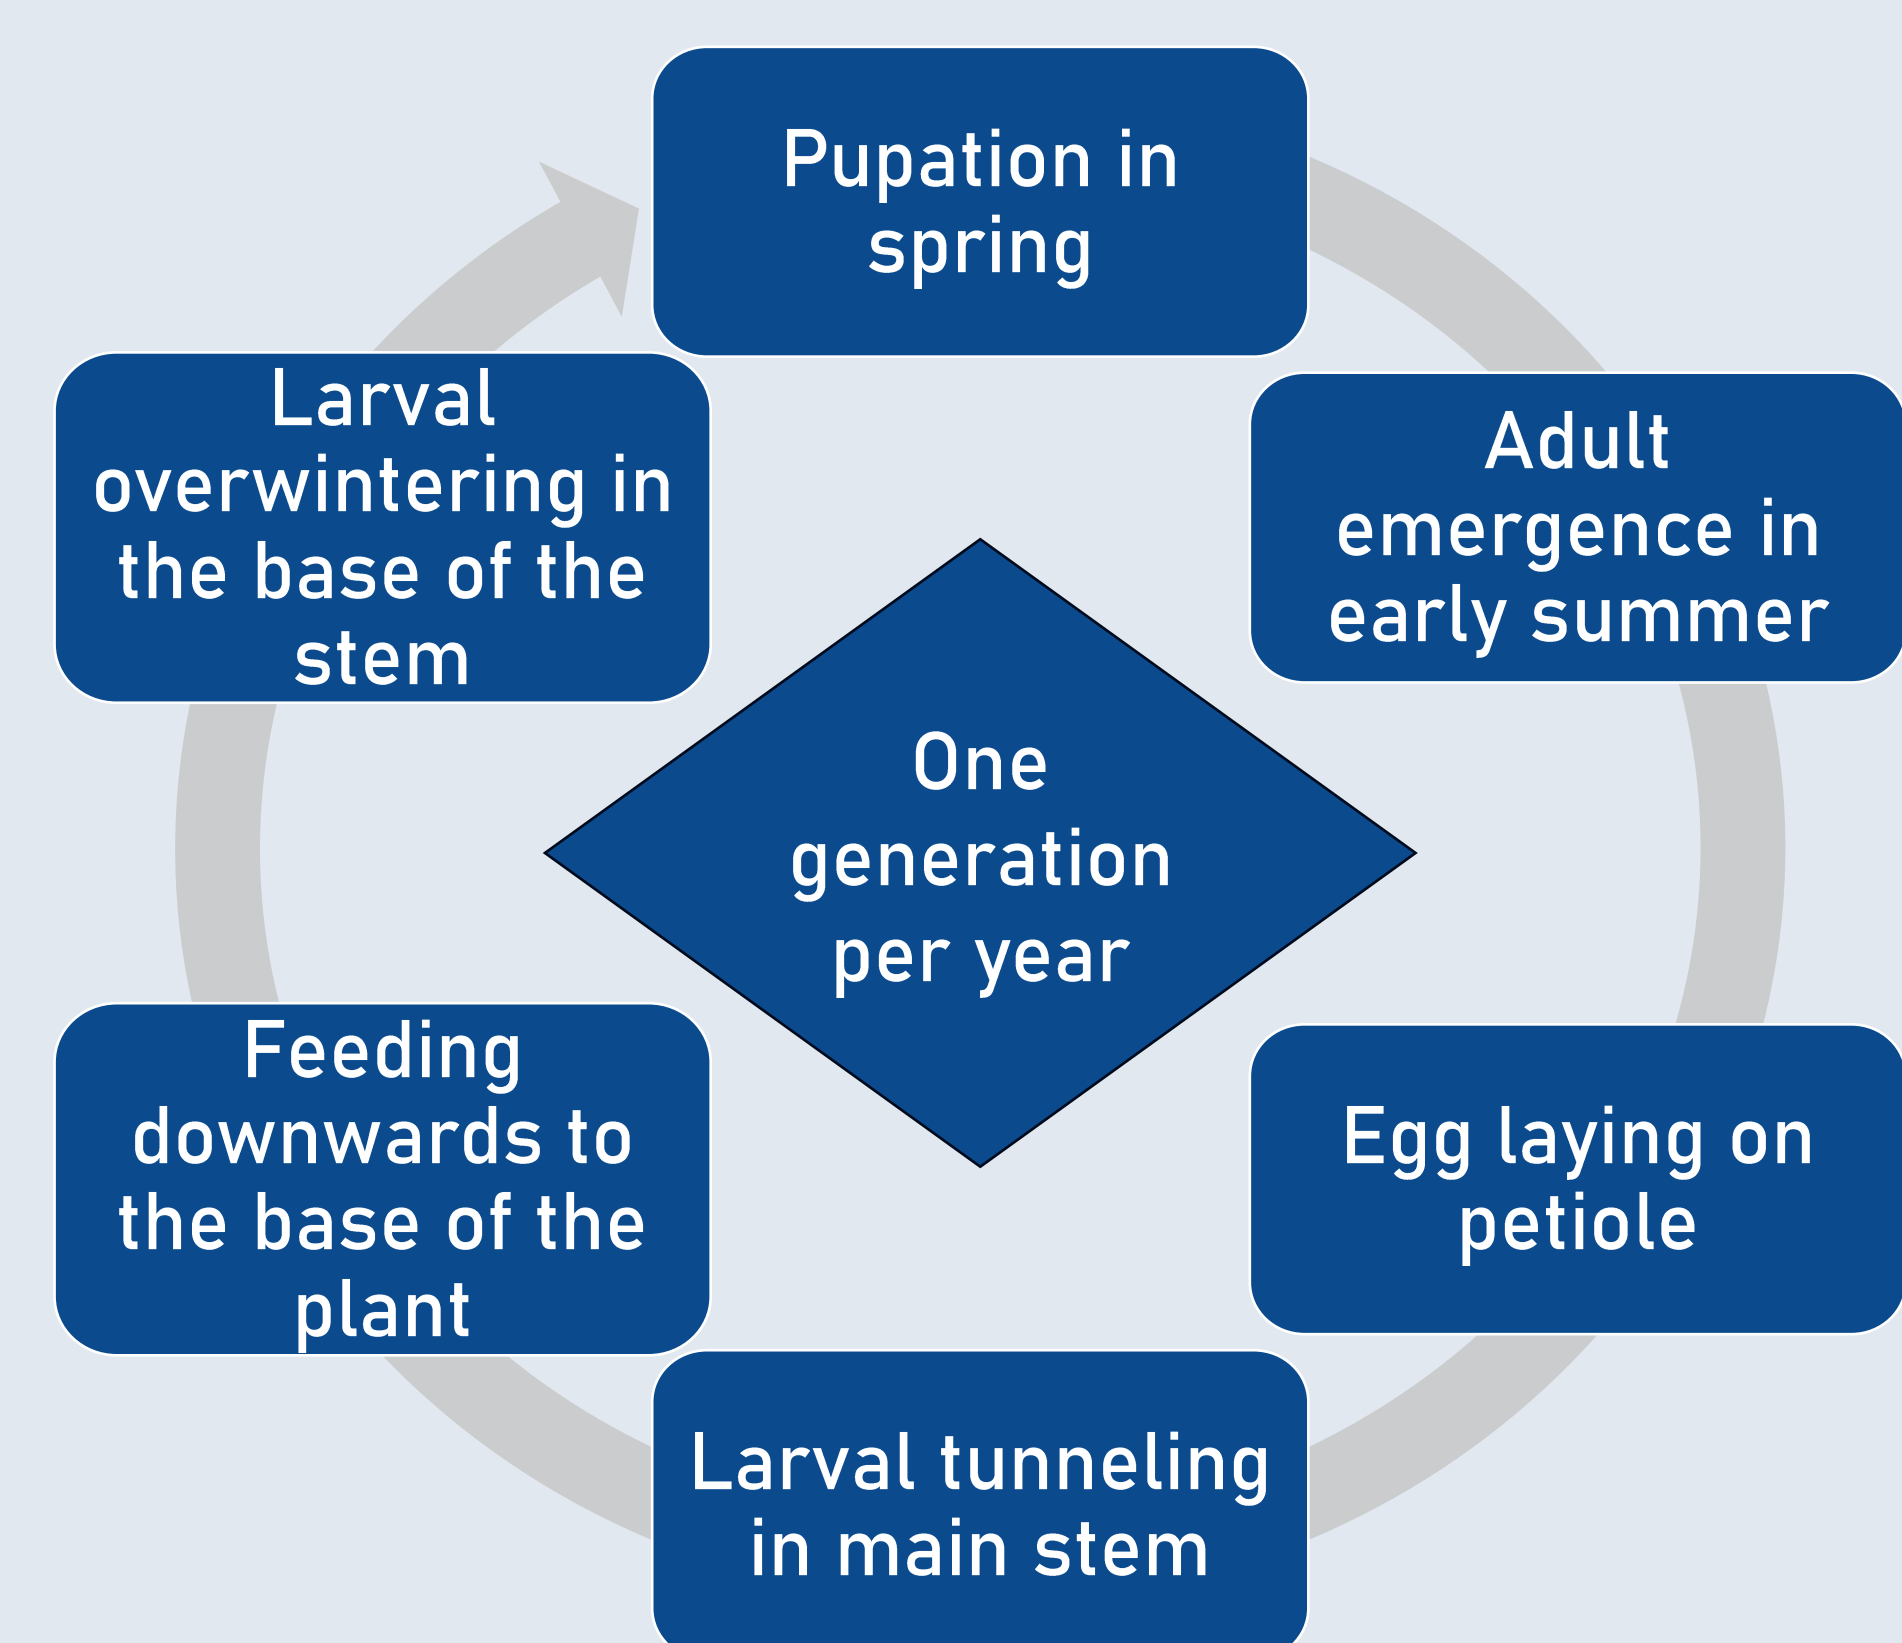 Pupation in
spring
Adult
emergence in
early summer
Egg laying on
petiole
Larval tunneling
in main stem
Feeding
downwards to
the base of the
plant
Larval
overwintering in
the base of the
stem
One
generation
per year